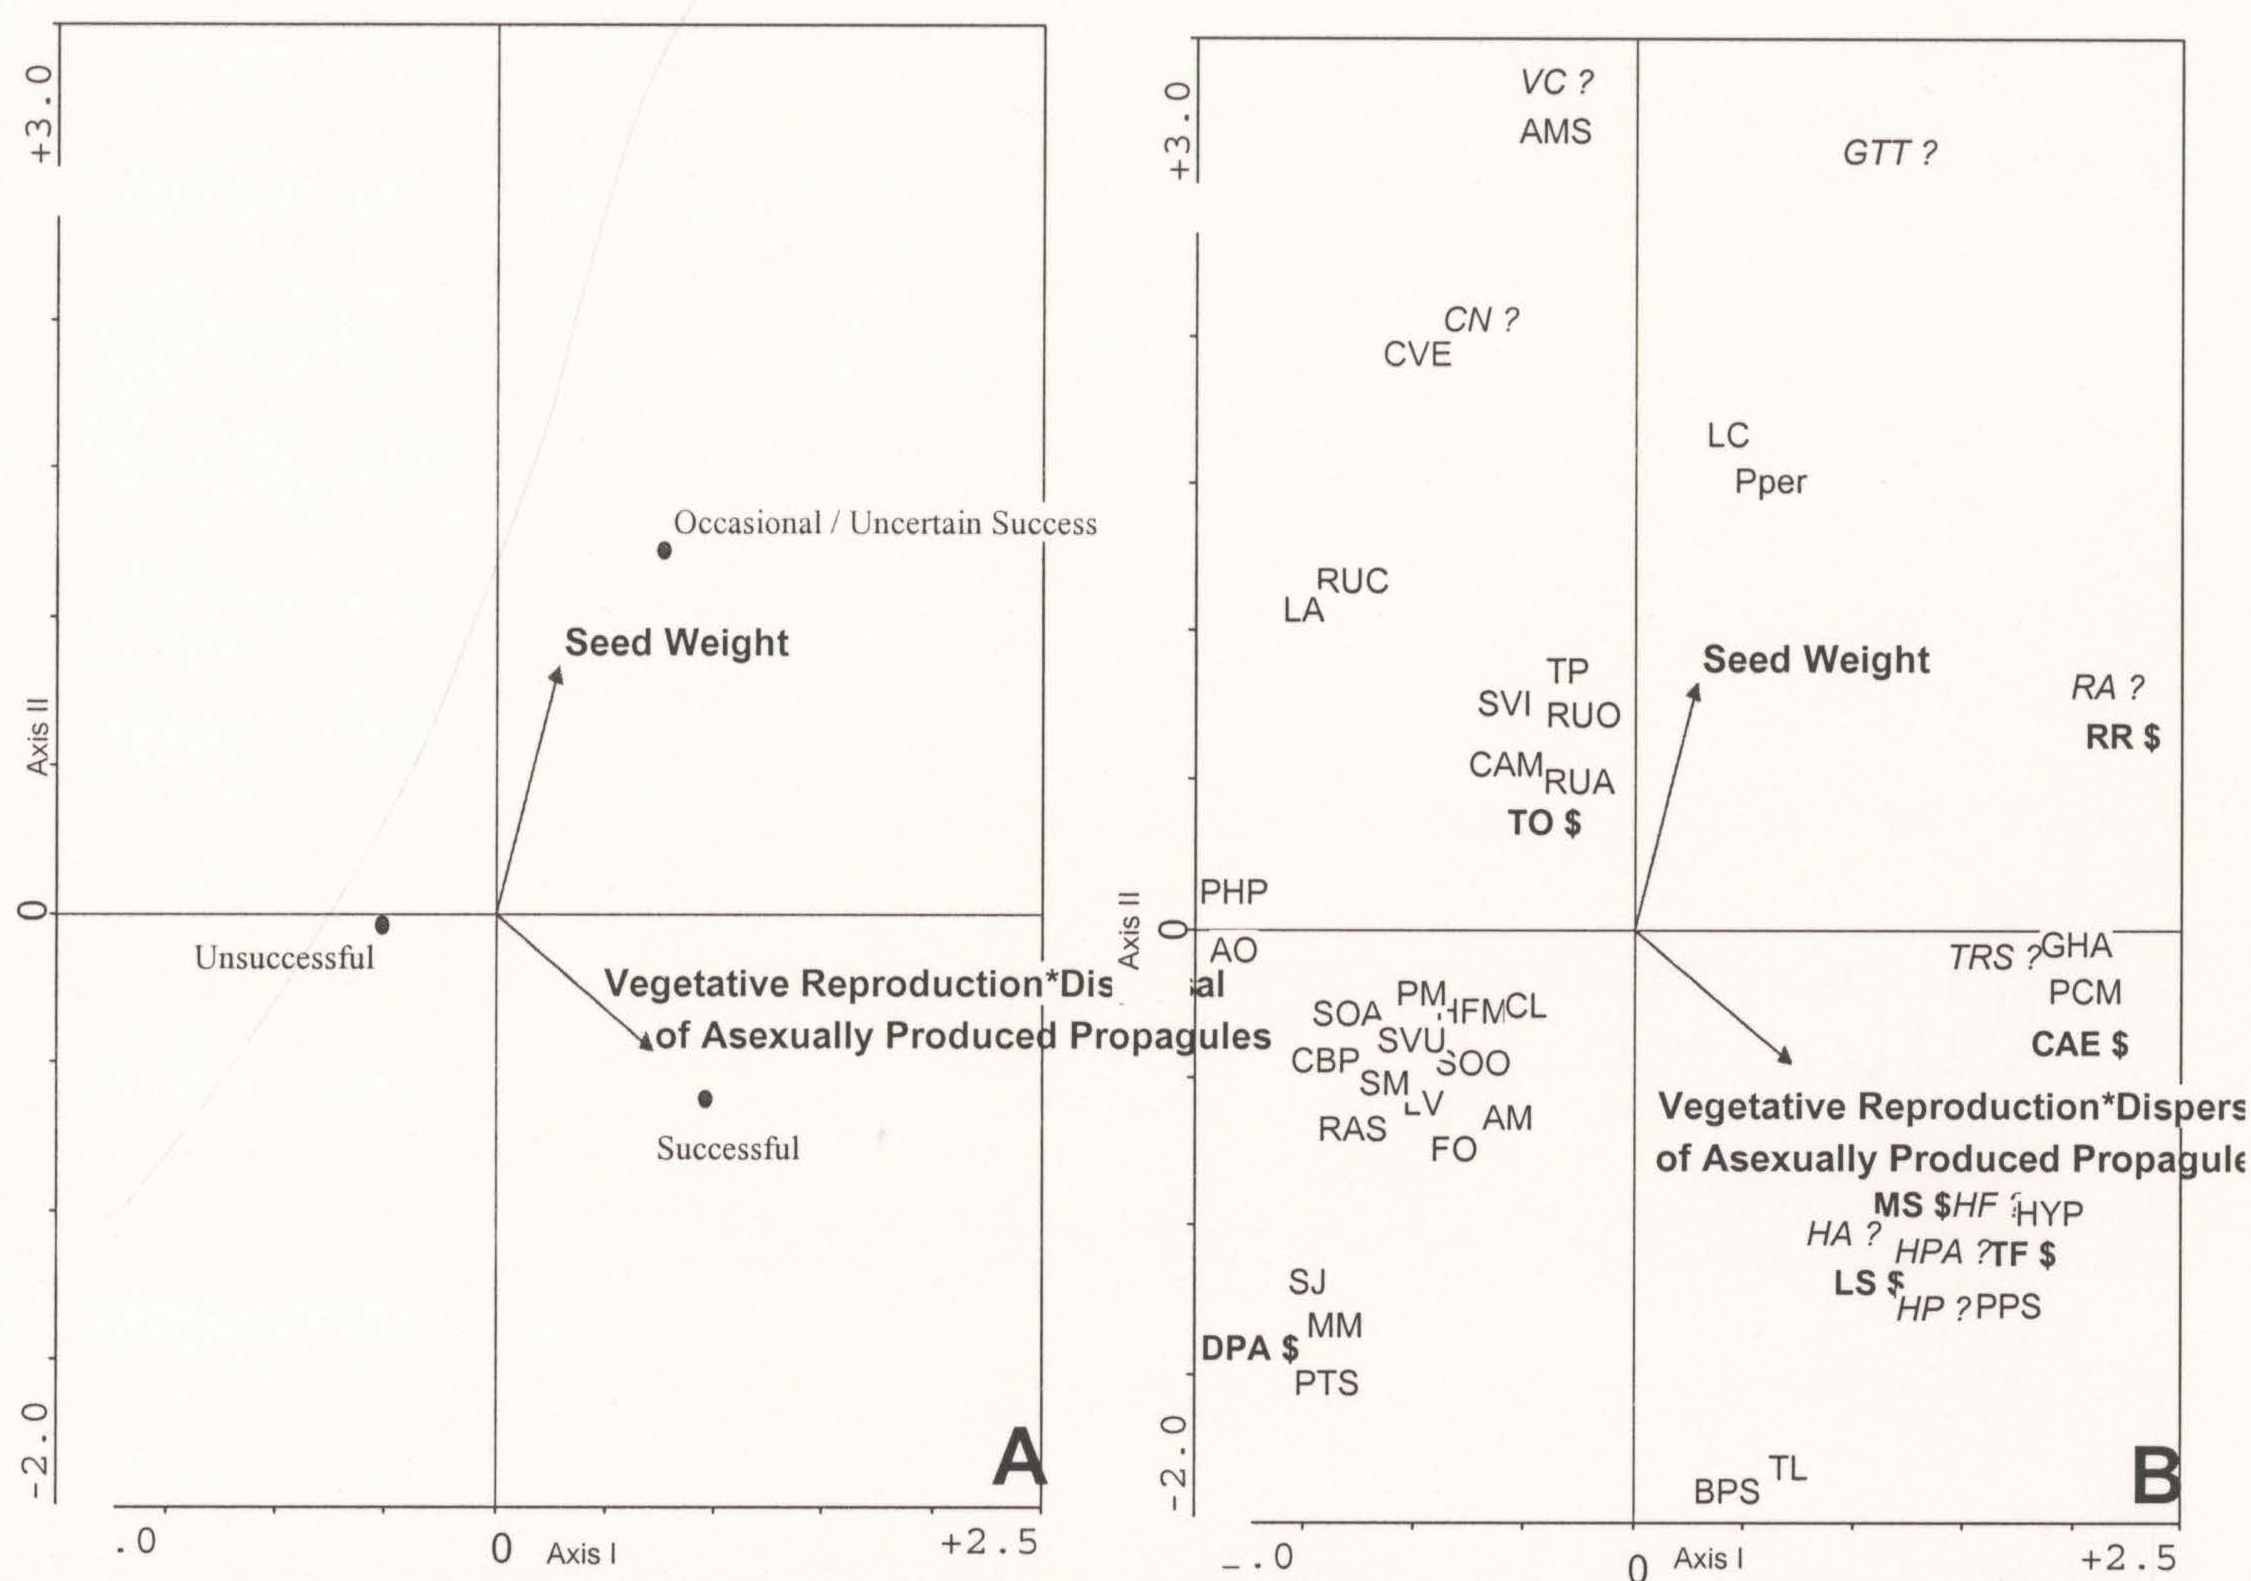 +3.0
Axis II
0
-2.0
Occasional / Uncertain Success
Seed Weight
Unsuccessful
Vegetative Reproduction*Dis
al
of Asexually Produced Propagules
Successful
A
.0
0
Axis I
+2.5
+3.0
Axis II
0
-2.0
VC ?
AMS
GTT ?
CN ?
CVE
LC
Pper
RUC
LA
Seed Weight
TP
SVI
RUO
RA ?
RR $
CAM
RUA
TO $
PHP
AO
TRS ?
GHA
PCM
CAE $
PM
HFM
CL
SOA
SVU
CBP
SOO
SM
LV
RAS
AM
FO
Vegetative Reproduction*Dispers
of Asexually Produced Propagule
MS $
HF ?
HYP
HA ?
HPA ?
TF $
LS $
HP ?
PPS
SJ
MM
DPA $
PTS
TL
BPS
B
-.0
0
Axis I
+2.5